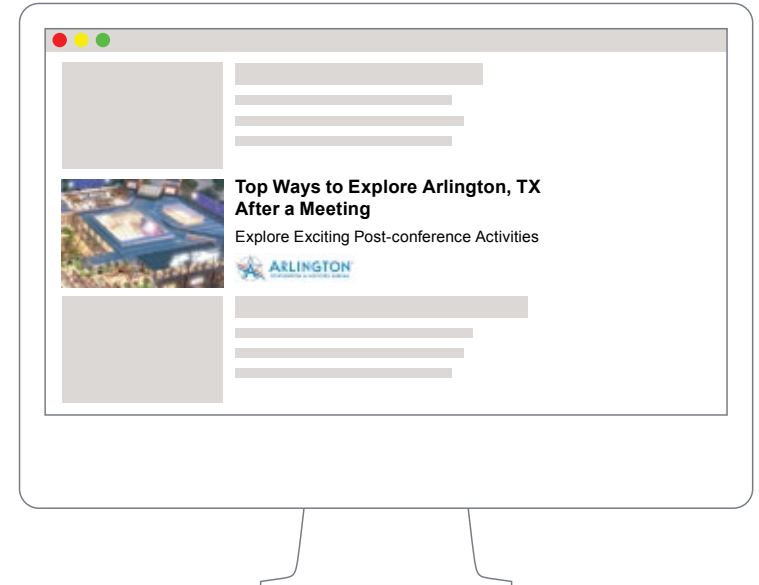 Top Ways to Explore Arlington, TX
After a Meeting
Explore Exciting Post-conference Activities
ARLINGTON